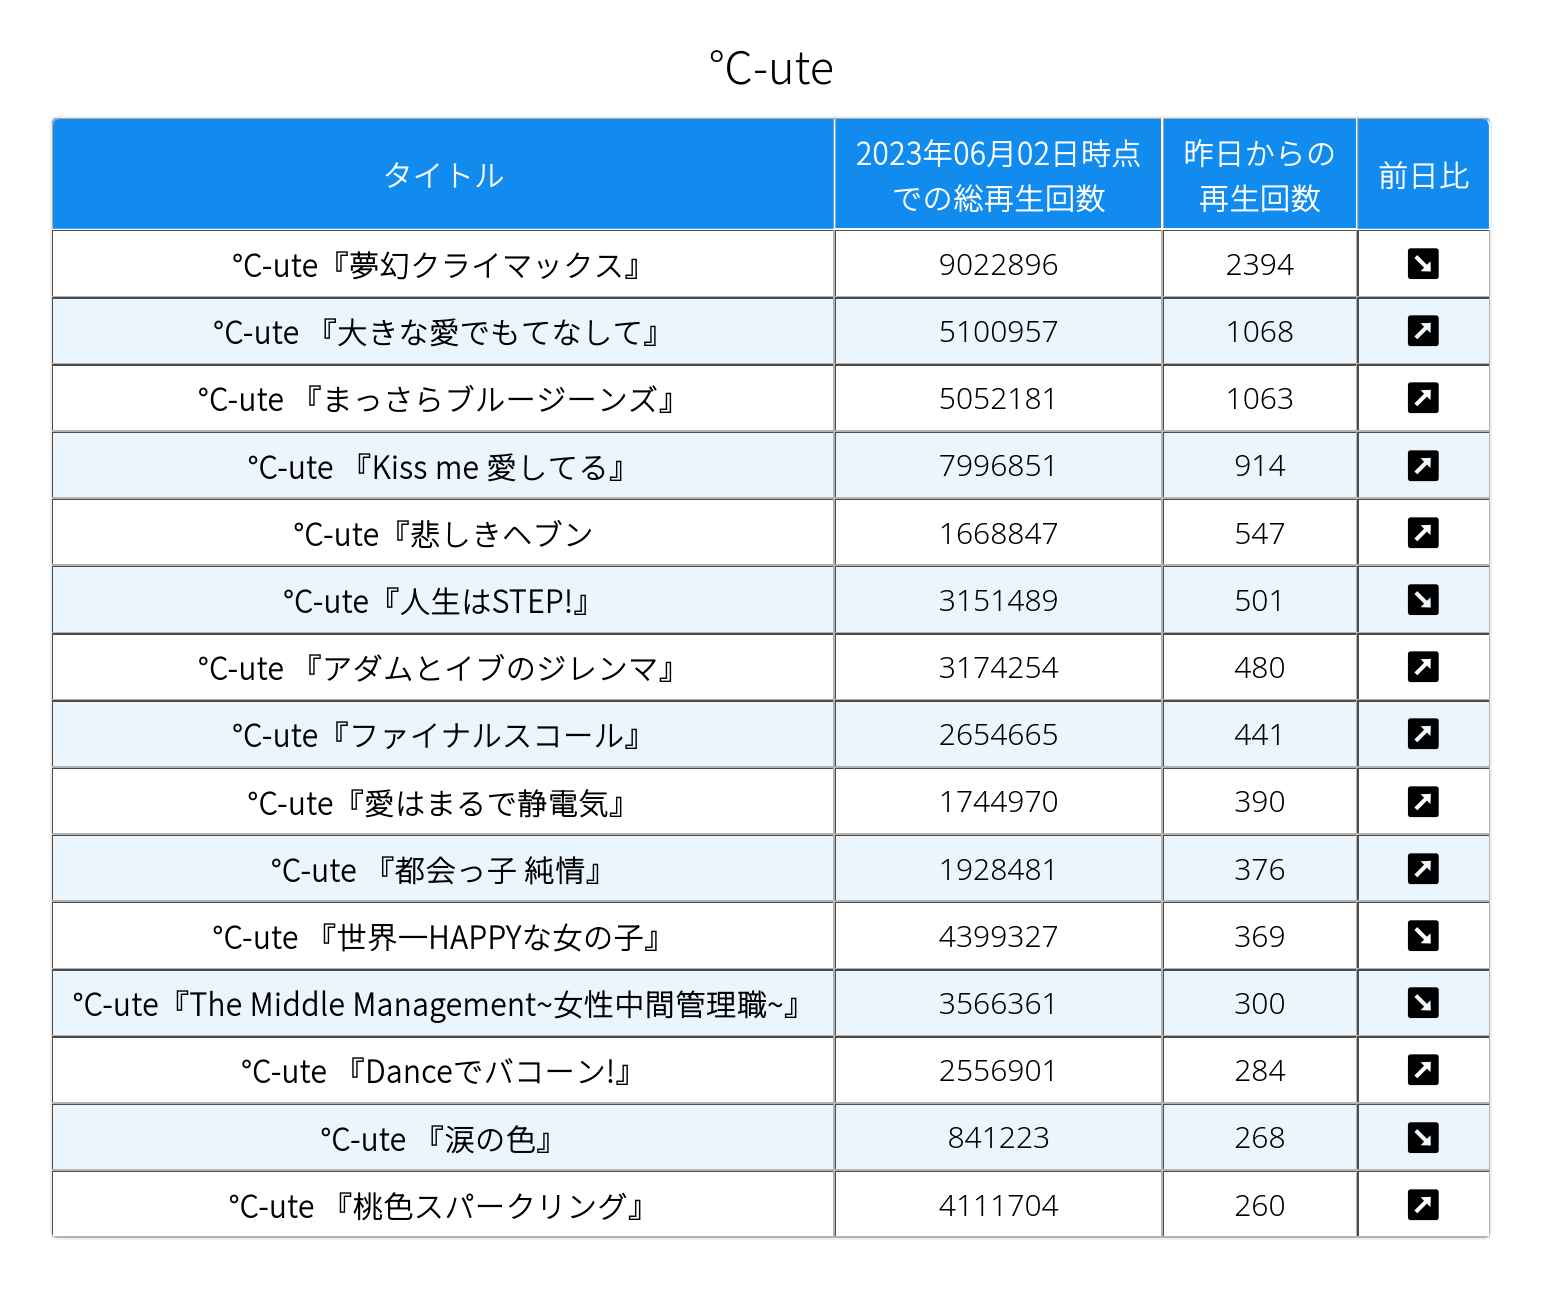 ℃-ute
タイトル 2023年06月02日時点 での総再生回数 昨日からの 再生回数 前日比
℃-ute『夢幻クライマックス』 9022896 2394
℃-ute 『大きな愛でもてなして』 5100957 1068
℃-ute 『まっさらブルージーンズ』 5052181 1063
℃-ute 『Kiss me 愛してる』 7996851 914
℃-ute『悲しきヘブン 1668847 547
℃-ute『人生はSTEP!』 3151489 501
℃-ute 『アダムとイブのジレンマ』 3174254 480
℃-ute『ファイナルスコール』 2654665 441
℃-ute『愛はまるで静電気』 1744970 390
℃-ute 『都会っ子 純情』 1928481 376
℃-ute 『世界一HAPPYな女の子』 4399327 369
℃-ute『The Middle Management~女性中間管理職~』 3566361 300
℃-ute 『Danceでバコーン!』 2556901 284
℃-ute 『涙の色』 841223 268
℃-ute 『桃色スパークリング』 4111704 260